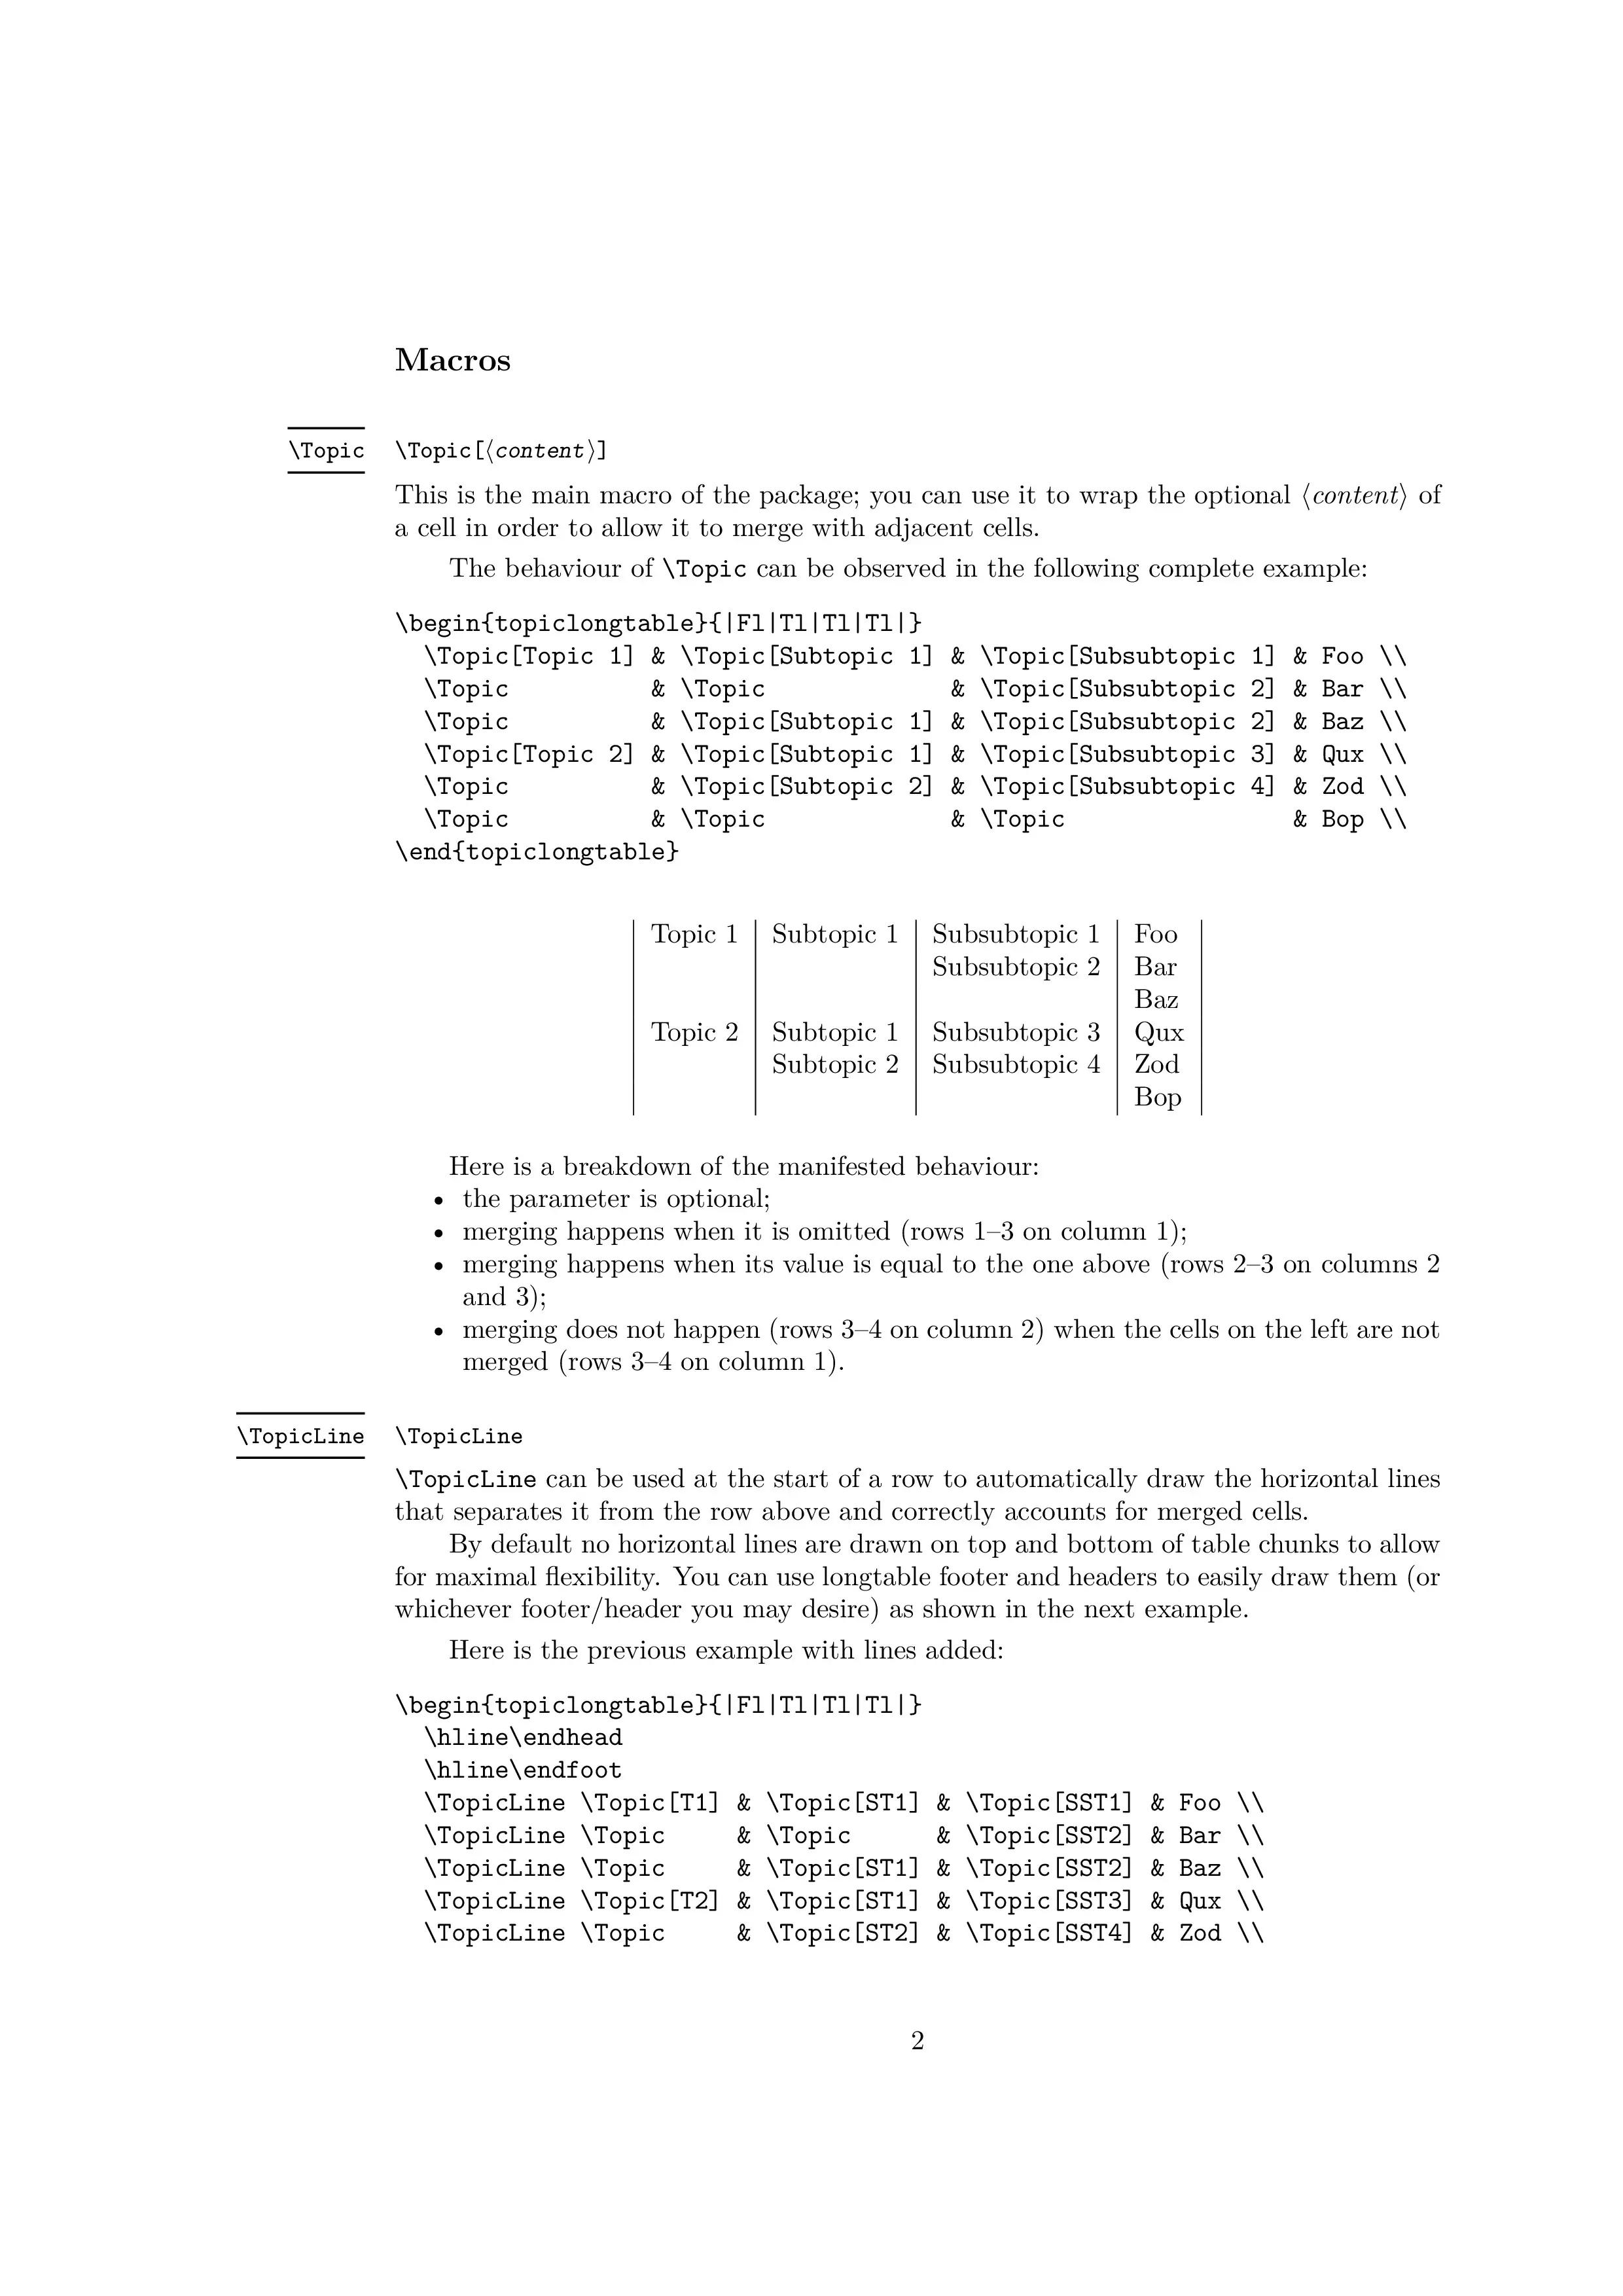 Macros
\Topic \Topic[⟨content⟩]
This is the main macro of the package; you can use it to wrap the optional ⟨content⟩ of
a cell in order to allow it to merge with adjacent cells.
The behaviour of \Topic can be observed in the following complete example:
\begin{topiclongtable}{|Fl|Tl|Tl|Tl|}
  \Topic[Topic 1] & \Topic[Subtopic 1] & \Topic[Subsubtopic 1] & Foo \\
  \Topic          & \Topic             & \Topic[Subsubtopic 2] & Bar \\
  \Topic          & \Topic[Subtopic 1] & \Topic[Subsubtopic 2] & Baz \\
  \Topic[Topic 2] & \Topic[Subtopic 1] & \Topic[Subsubtopic 3] & Qux \\
  \Topic          & \Topic[Subtopic 2] & \Topic[Subsubtopic 4] & Zod \\
  \Topic          & \Topic             & \Topic                & Bop \\
\end{topiclongtable}
Topic 1 Subtopic 1 Subsubtopic 1 Foo
Subsubtopic 2 Bar
Baz
Topic 2 Subtopic 1 Subsubtopic 3 Qux
Subtopic 2 Subsubtopic 4 Zod
Bop
Here is a breakdown of the manifested behaviour:
• the parameter is optional;
• merging happens when it is omitted (rows 1–3 on column 1);
• merging happens when its value is equal to the one above (rows 2–3 on columns 2
and 3);
• merging does not happen (rows 3–4 on column 2) when the cells on the left are not
merged (rows 3–4 on column 1).
\TopicLine \TopicLine
\TopicLine can be used at the start of a row to automatically draw the horizontal lines
that separates it from the row above and correctly accounts for merged cells.
By default no horizontal lines are drawn on top and bottom of table chunks to allow
for maximal flexibility. You can use longtable footer and headers to easily draw them (or
whichever footer/header you may desire) as shown in the next example.
Here is the previous example with lines added:
\begin{topiclongtable}{|Fl|Tl|Tl|Tl|}
  \hline\endhead
  \hline\endfoot
  \TopicLine \Topic[T1] & \Topic[ST1] & \Topic[SST1] & Foo \\
  \TopicLine \Topic     & \Topic      & \Topic[SST2] & Bar \\
  \TopicLine \Topic     & \Topic[ST1] & \Topic[SST2] & Baz \\
  \TopicLine \Topic[T2] & \Topic[ST1] & \Topic[SST3] & Qux \\
  \TopicLine \Topic     & \Topic[ST2] & \Topic[SST4] & Zod \\
2